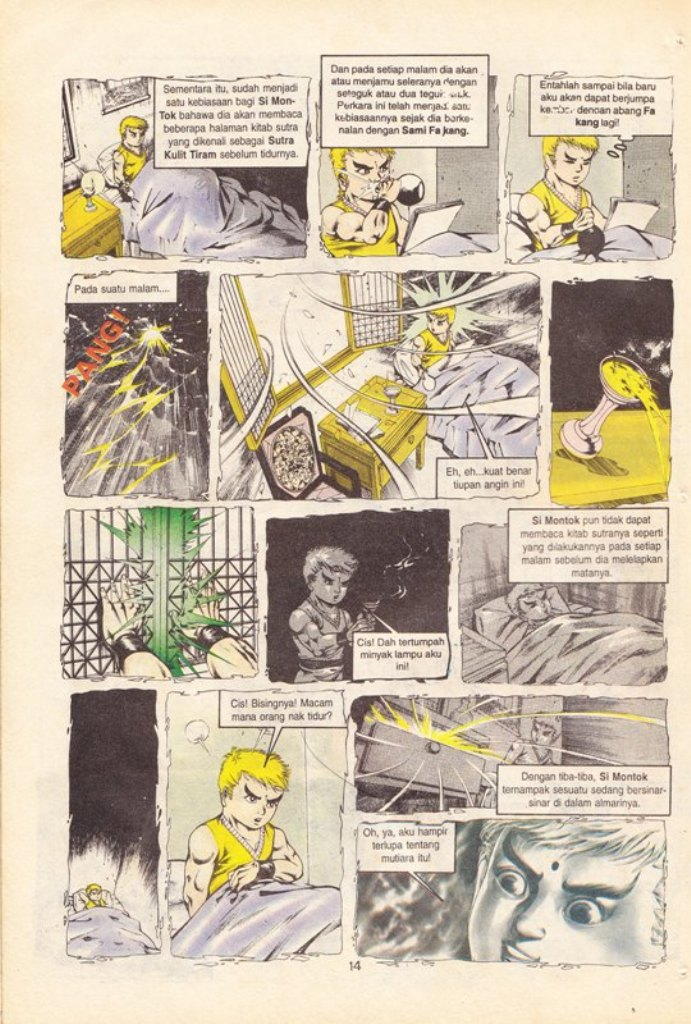 Sementara itu, sudah menjadi
satu kebiasaan bagi Si Mon-
Tok bahawa dia akan membaca
beberapa halaman kitab sutra
yang dikenali sebagai Sutra
Kulit Tiram sebelum tidurnya.
Dan pada setiap malam dia akan
atau menjamu seleranya dengan
seteguk atau dua teguk
Perkara ini telah menjadi satu
kebiasaannya sejak dia berke-
nalan dengan Sami Fa kang.
Entahlah sampai bila baru
aku akan dapat berjumpa
dengan abang Fa
kang lagi!
Pada suatu malam....
PANG!
Eh, eh...kuat benar
tiupan angin ini!
Cis! Dah tertumpah
minyak lampu aku
ini!
Si Montok pun tidak dapat
membaca kitab sutranya seperti
yang dilakukannya pada setiap
malam sebelum dia melelapkan
matanya.
Cis! Bisingnya! Macam
mana orang nak tidur?
Dengan tiba-tiba, Si Montok
ternampak sesuatu sedang bersinar-
sinar di dalam almarinya.
Oh, ya, aku hampir
terlupa tentang
mutiara itu!
14